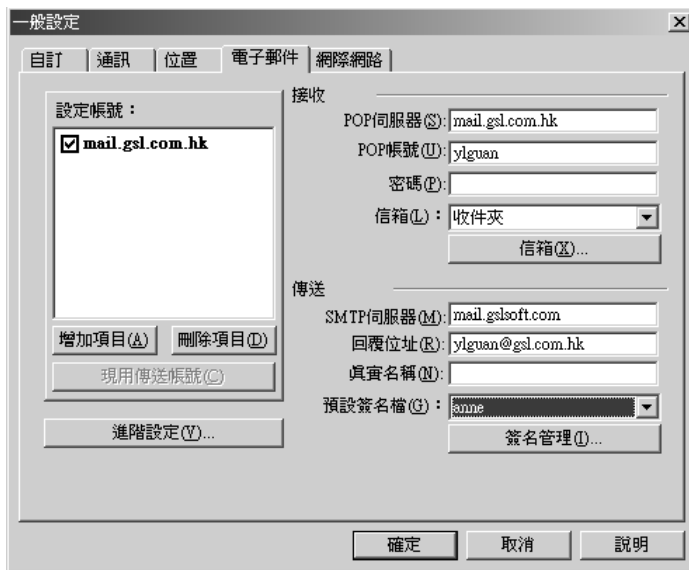 一般設定
自訂 通訊 位置 電子郵件 網際網路
設定帳號：
mail.gsl.com.hk
增加項目(A) 刪除項目(D)
現用傳送帳號(C)
進階設定(V)...
接收
POP伺服器(S): mail.gsl.com.hk
POP帳號(U): ylguan
密碼(P):
信箱(L)： 收件夾
信箱(X)...
傳送
SMTP伺服器(M): mail.gslsoft.com
回覆位址(R): ylguan@gsl.com.hk
真實名稱(N):
預設簽名檔(G)： anne
簽名管理(I)...
確定 取消 說明